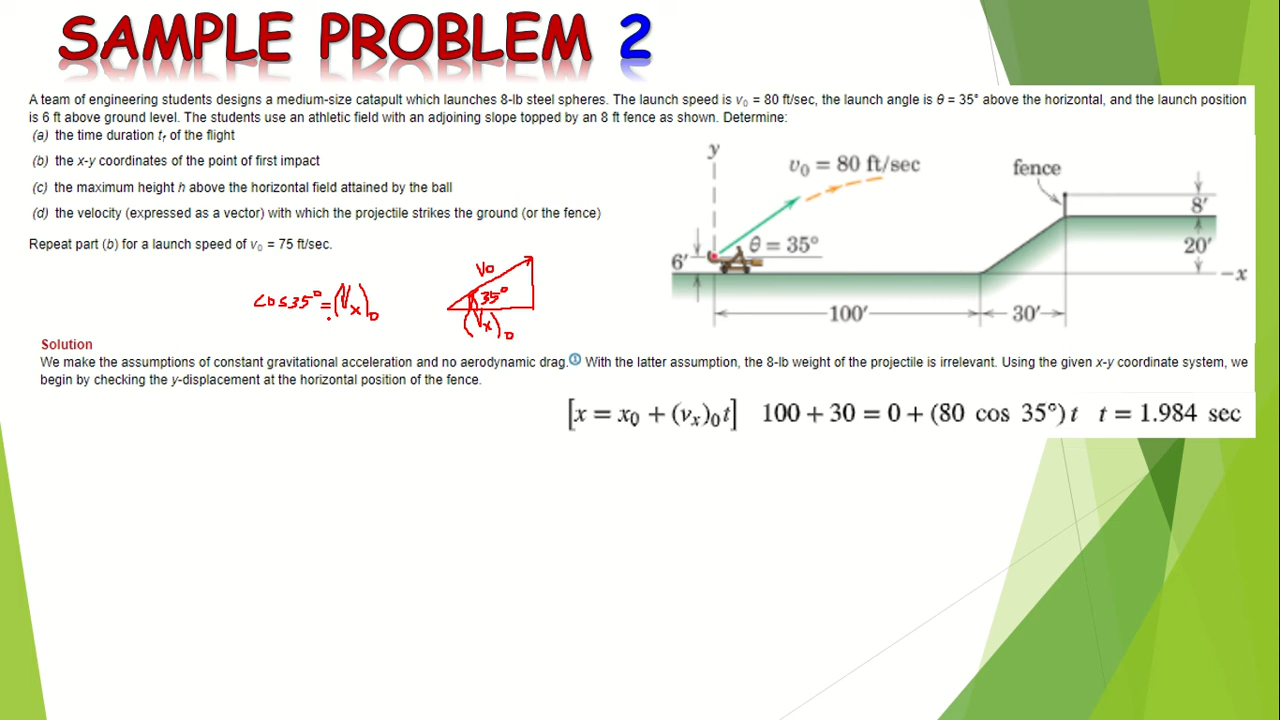 SAMPLE PROBLEM 2
A team of engineering students designs a medium-size catapult which launches 8-lb steel spheres. The launch speed is v₀ = 80 ft/sec, the launch angle is θ = 35° above the horizontal, and the launch position
is 6 ft above ground level. The students use an athletic field with an adjoining slope topped by an 8 ft fence as shown. Determine:
(a) the time duration tf of the flight
(b) the x-y coordinates of the point of first impact
(c) the maximum height h above the horizontal field attained by the ball
(d) the velocity (expressed as a vector) with which the projectile strikes the ground (or the fence)
Repeat part (b) for a launch speed of v₀ = 75 ft/sec.
y
v₀ = 80 ft/sec
fence
8'
θ = 35°
6'
20'
x
100'
30'
V₀
35°
(Vx)₀
cos35° = (Vx)₀
Solution
We make the assumptions of constant gravitational acceleration and no aerodynamic drag.① With the latter assumption, the 8-lb weight of the projectile is irrelevant. Using the given x-y coordinate system, we
begin by checking the y-displacement at the horizontal position of the fence.
[x = x₀ + (vx)₀t] 100 + 30 = 0 + (80 cos 35°)t t = 1.984 sec